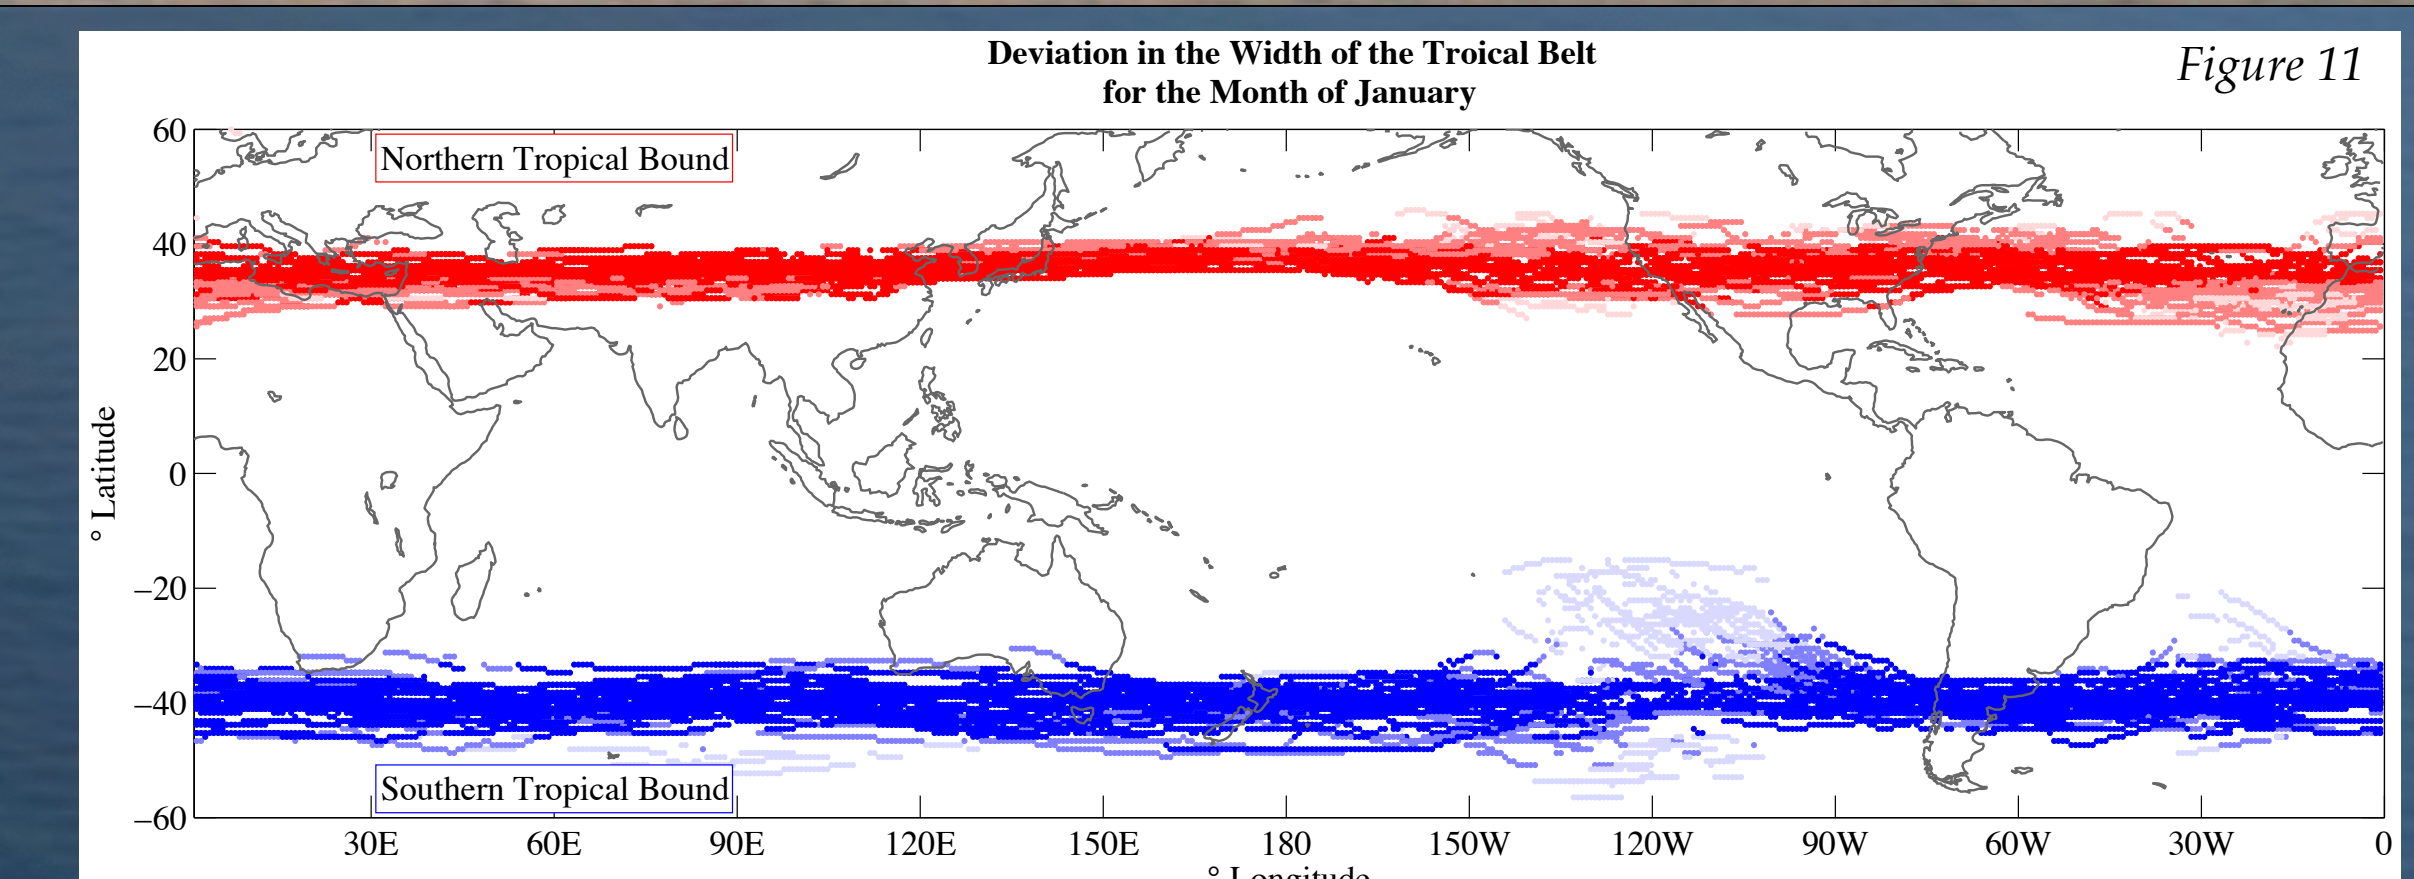 Deviation in the Width of the Troical Belt
for the Month of January
Figure 11
60
40
20
0
−20
−40
−60
° Latitude
Northern Tropical Bound
Southern Tropical Bound
30E 60E 90E 120E 150E 180 150W 120W 90W 60W 30W 0
° Longitude